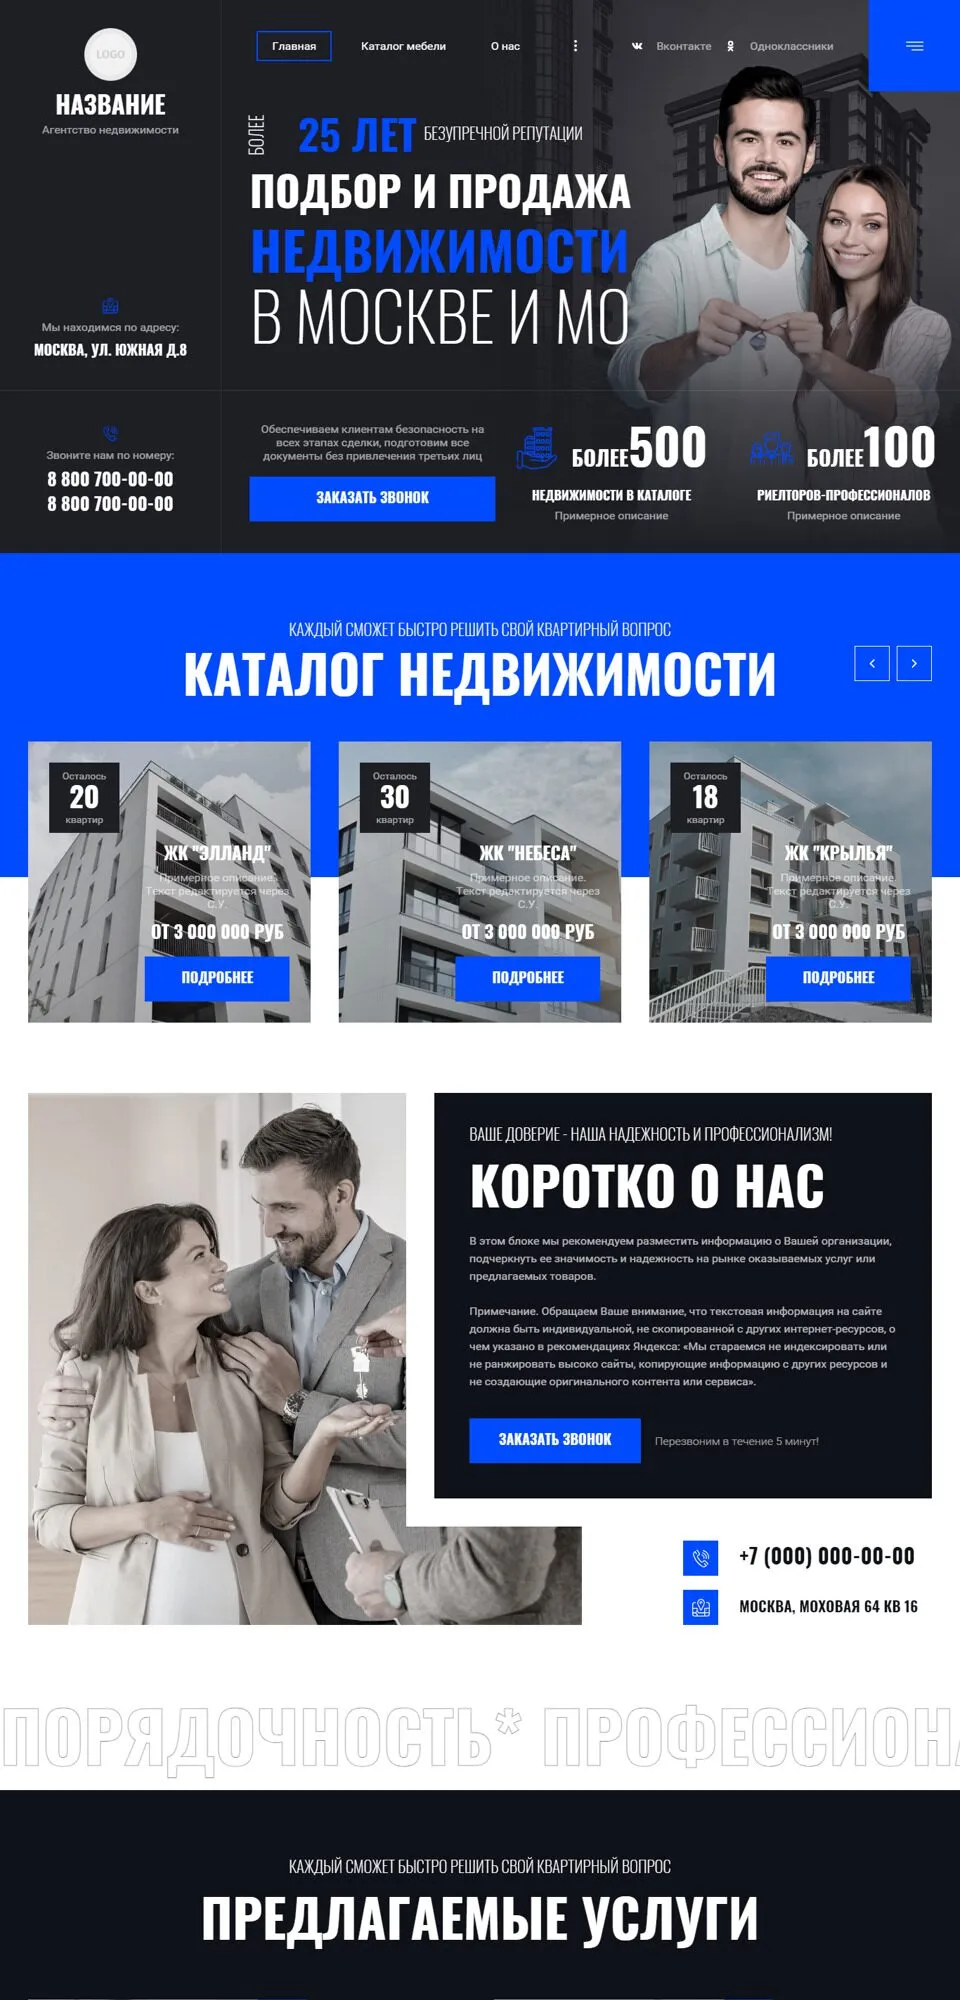 LOGO
НАЗВАНИЕ
Агентство недвижимости
Главная
Каталог мебели
О нас
Вконтакте
Одноклассники
БОЛЕЕ
25 ЛЕТ БЕЗУПРЕЧНОЙ РЕПУТАЦИИ
ПОДБОР И ПРОДАЖА
НЕДВИЖИМОСТИ
В МОСКВЕ И МО
Мы находимся по адресу:
МОСКВА, УЛ. ЮЖНАЯ Д.8
Звоните нам по номеру:
8 800 700-00-00
8 800 700-00-00
Обеспечиваем клиентам безопасность на
всех этапах сделки, подготовим все
документы без привлечения третьих лиц
ЗАКАЗАТЬ ЗВОНОК
БОЛЕЕ 500
НЕДВИЖИМОСТИ В КАТАЛОГЕ
Примерное описание
БОЛЕЕ 100
РИЕЛТОРОВ-ПРОФЕССИОНАЛОВ
Примерное описание
КАЖДЫЙ СМОЖЕТ БЫСТРО РЕШИТЬ СВОЙ КВАРТИРНЫЙ ВОПРОС
КАТАЛОГ НЕДВИЖИМОСТИ
Осталось
20
квартир
ЖК "ЭЛЛАНД"
Примерное описание.
Текст редактируется через
С.У.
ОТ 3 000 000 РУБ
ПОДРОБНЕЕ
Осталось
30
квартир
ЖК "НЕБЕСА"
Примерное описание.
Текст редактируется через
С.У.
ОТ 3 000 000 РУБ
ПОДРОБНЕЕ
Осталось
18
квартир
ЖК "КРЫЛЬЯ"
Примерное описание.
Текст редактируется через
С.У.
ОТ 3 000 000 РУБ
ПОДРОБНЕЕ
ВАШЕ ДОВЕРИЕ - НАША НАДЕЖНОСТЬ И ПРОФЕССИОНАЛИЗМ!
КОРОТКО О НАС
В этом блоке мы рекомендуем разместить информацию о Вашей организации,
подчеркнуть ее значимость и надежность на рынке оказываемых услуг или
предлагаемых товаров.
Примечание. Обращаем Ваше внимание, что текстовая информация на сайте
должна быть индивидуальной, не скопированной с других интернет-ресурсов, о
чем указано в рекомендациях Яндекса: «Мы стараемся не индексировать или
не ранжировать высоко сайты, копирующие информацию с других ресурсов и
не создающие оригинального контента или сервиса».
ЗАКАЗАТЬ ЗВОНОК
Перезвоним в течение 5 минут!
+7 (000) 000-00-00
МОСКВА, МОХОВАЯ 64 КВ 16
ПОРЯДОЧНОСТЬ* ПРОФЕССИОНА
КАЖДЫЙ СМОЖЕТ БЫСТРО РЕШИТЬ СВОЙ КВАРТИРНЫЙ ВОПРОС
ПРЕДЛАГАЕМЫЕ УСЛУГИ